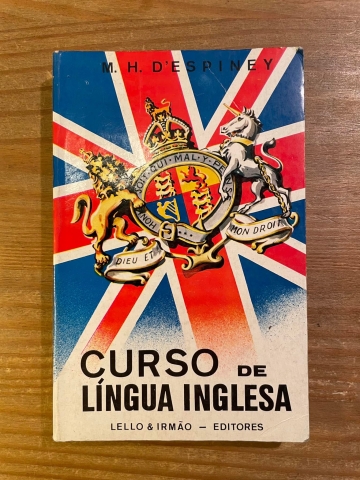 M. H. D'ESPINEY
HONI SOIT QUI MAL Y PENSE
DIEU ET
MON DROIT
CURSO DE
LÍNGUA INGLESA
LELLO & IRMÃO — EDITORES